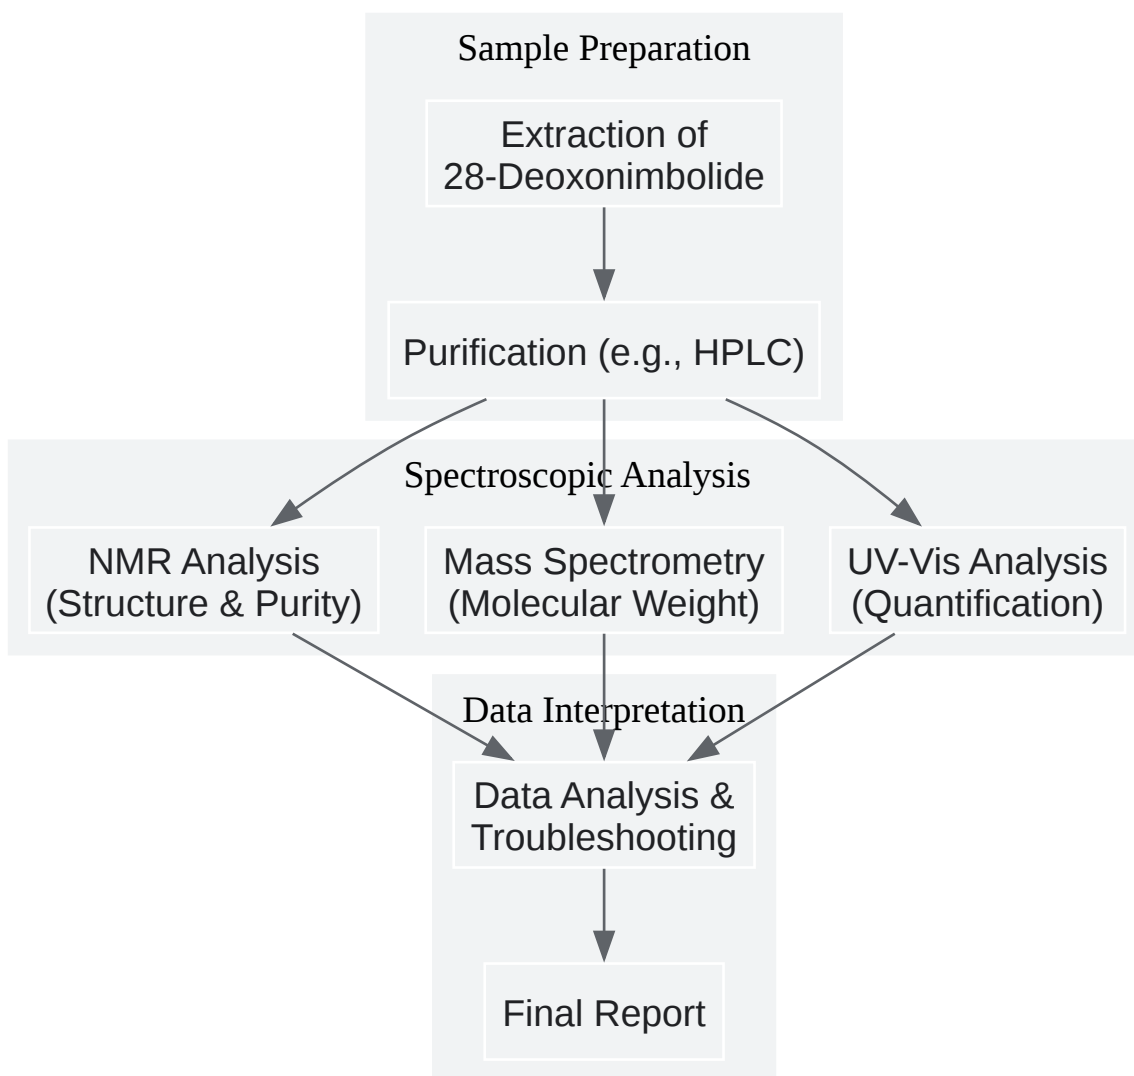 Sample Preparation
Extraction of
28-Deoxonimbolide
Purification (e.g., HPLC)
Spectroscopic Analysis
NMR Analysis
(Structure & Purity)
Mass Spectrometry
(Molecular Weight)
UV-Vis Analysis
(Quantification)
Data Interpretation
Data Analysis &
Troubleshooting
Final Report